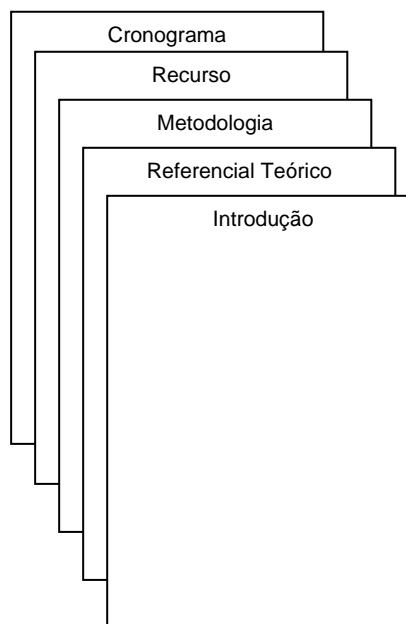 Cronograma
Recurso
Metodologia
Referencial Teórico
Introdução